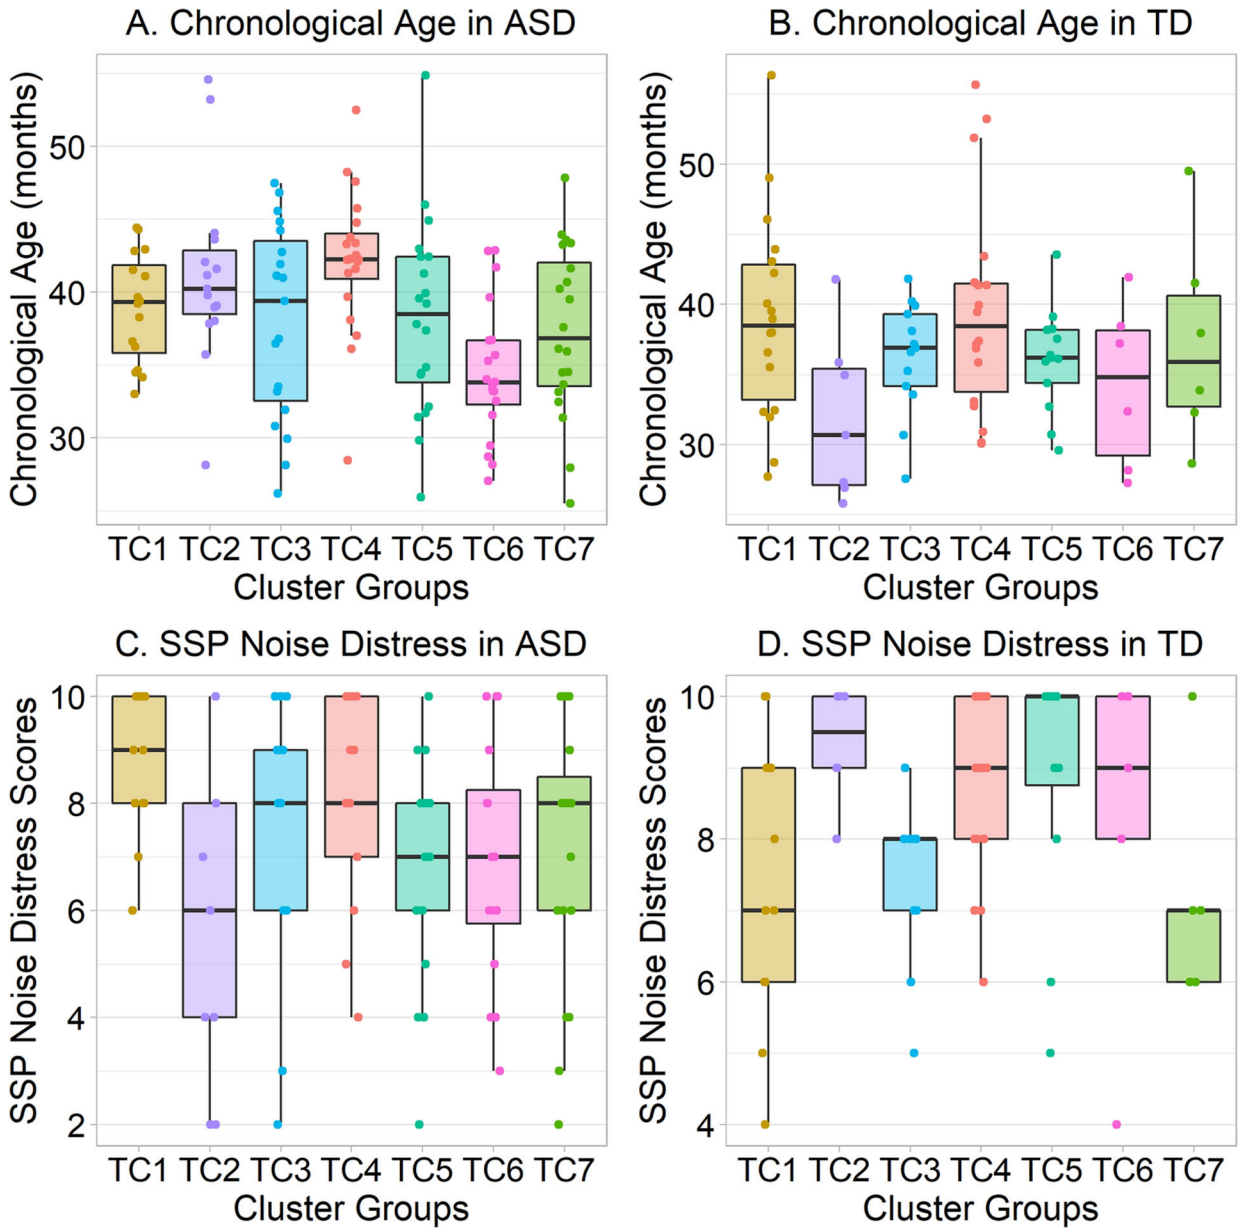 A. Chronological Age in ASD
Chronological Age (months)
50
40
30
TC1 TC2 TC3 TC4 TC5 TC6 TC7
Cluster Groups
B. Chronological Age in TD
Chronological Age (months)
50
40
30
TC1 TC2 TC3 TC4 TC5 TC6 TC7
Cluster Groups
C. SSP Noise Distress in ASD
SSP Noise Distress Scores
10
8
6
4
2
TC1 TC2 TC3 TC4 TC5 TC6 TC7
Cluster Groups
D. SSP Noise Distress in TD
SSP Noise Distress Scores
10
8
6
4
TC1 TC2 TC3 TC4 TC5 TC6 TC7
Cluster Groups